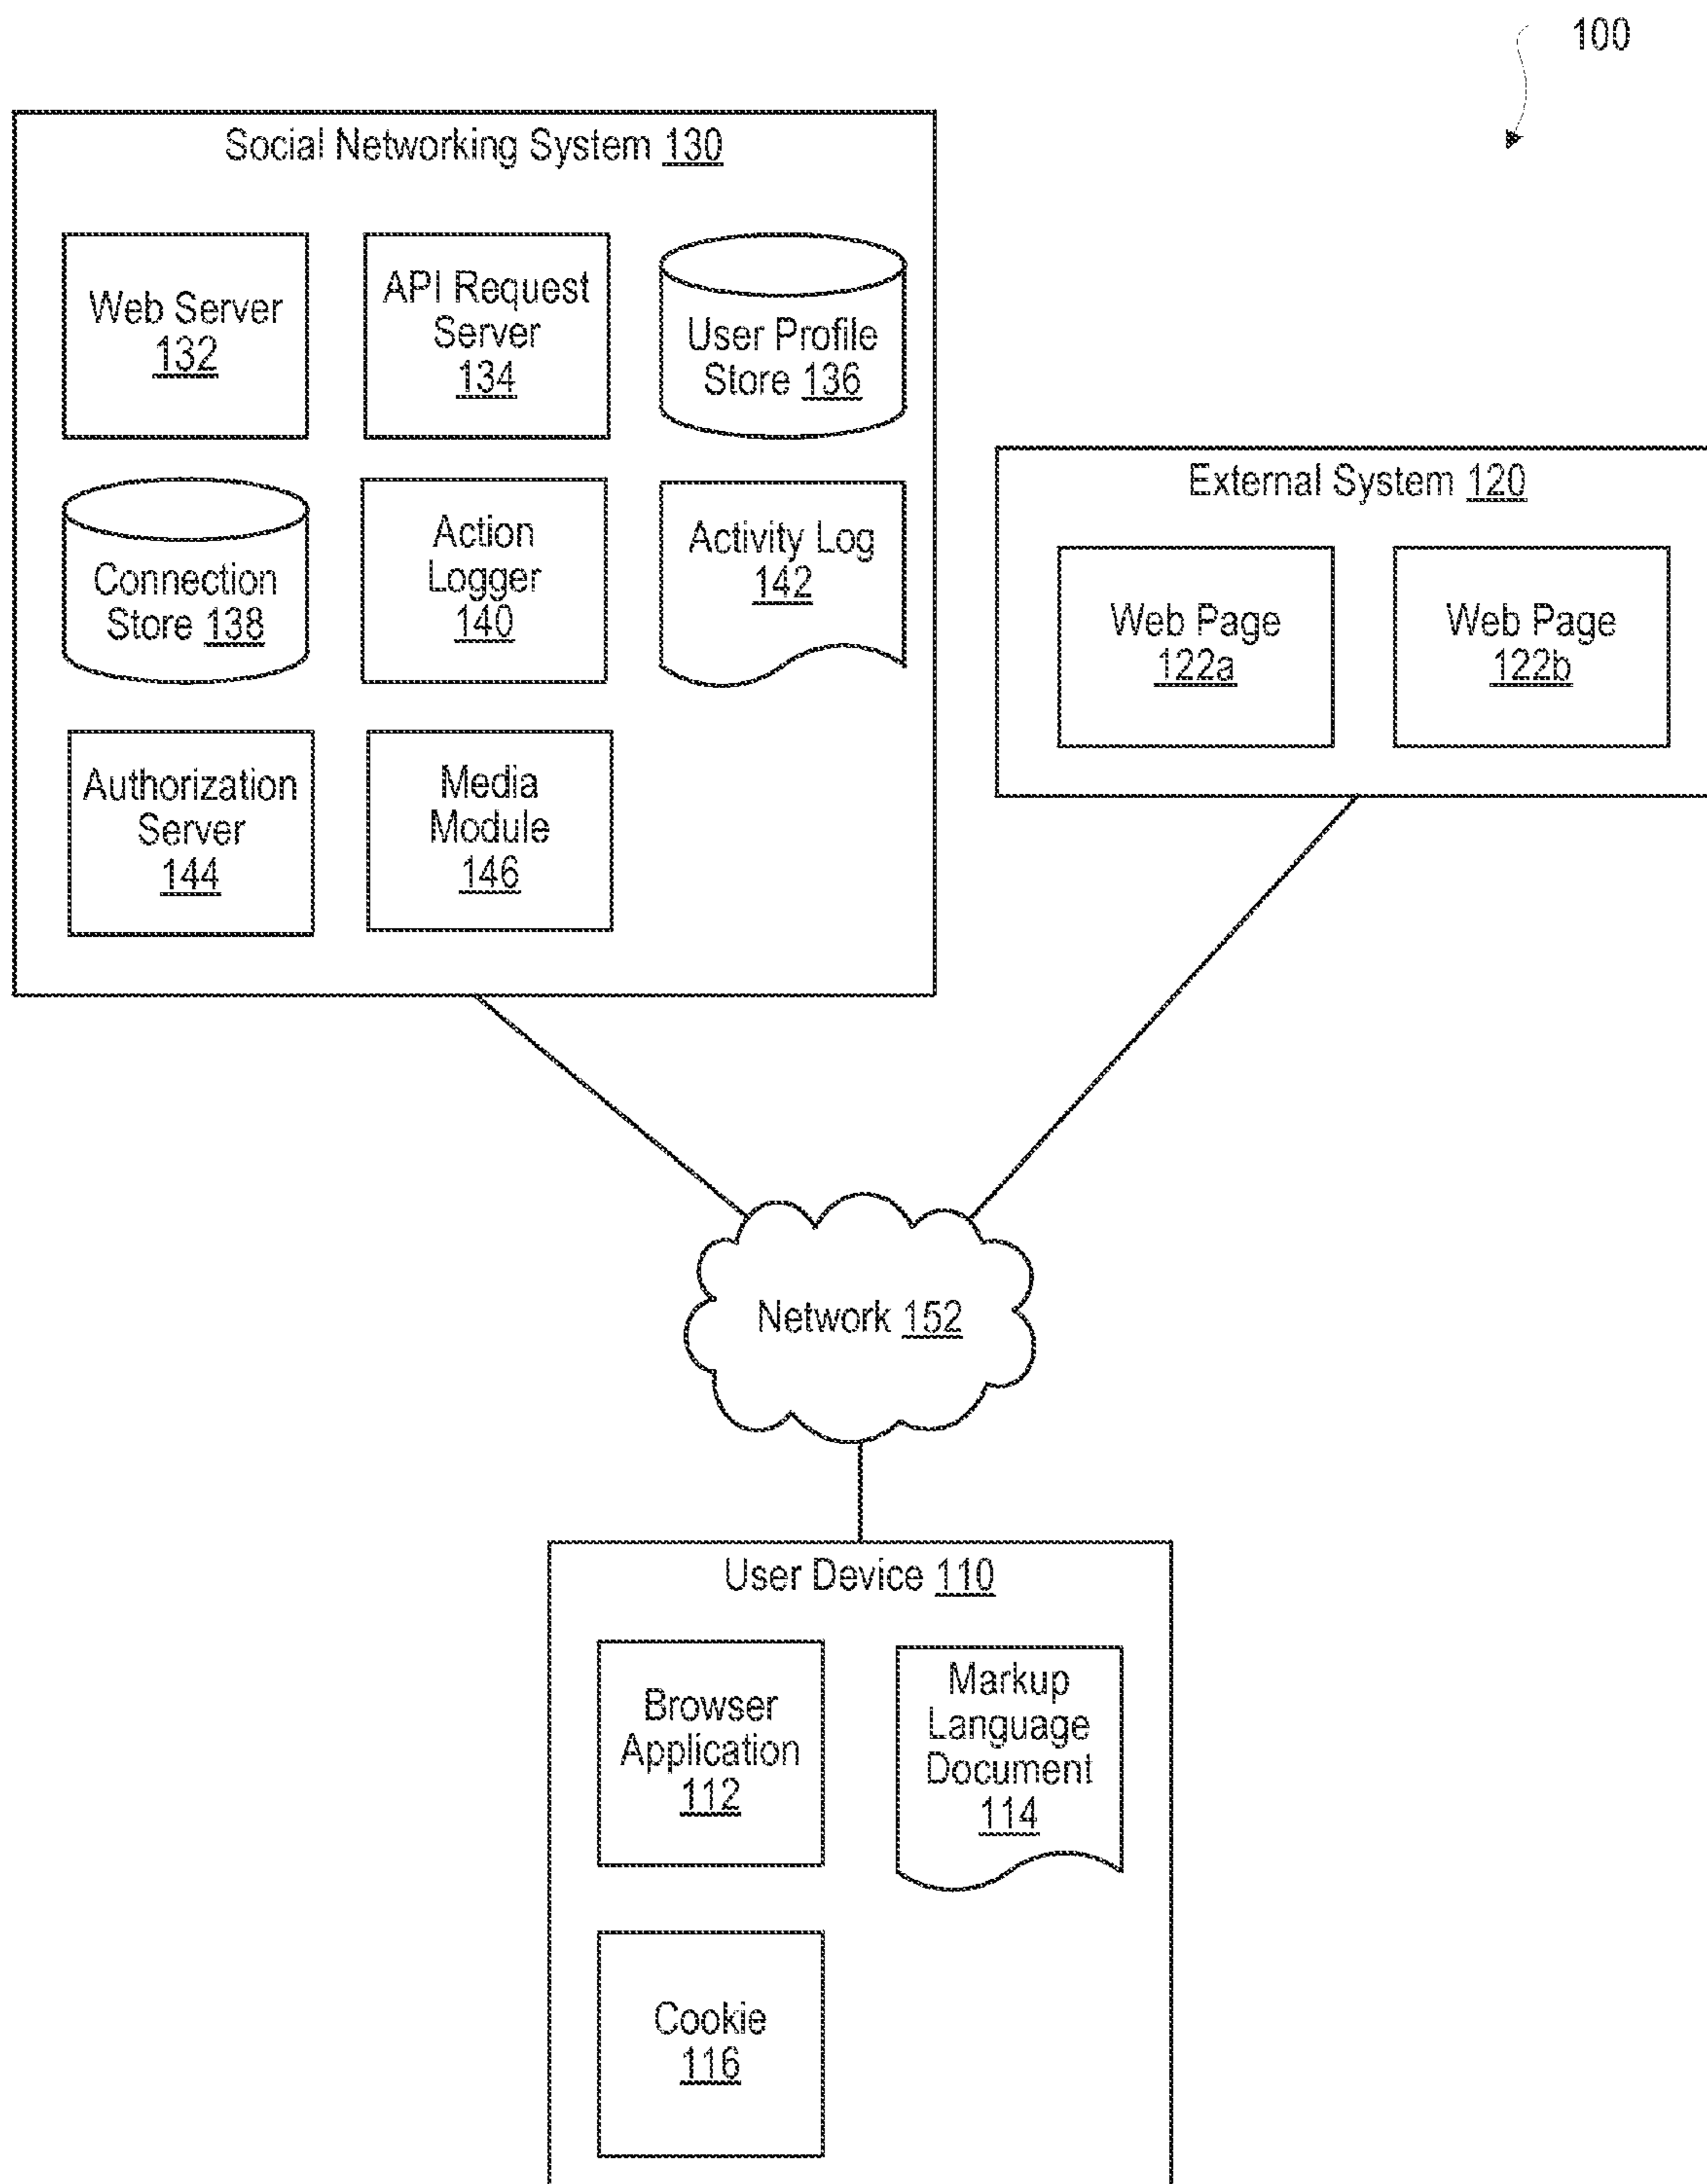 100
Social Networking System 130
Web Server
132
API Request
Server
134
User Profile
Store 136
Connection
Store 138
Action
Logger
140
Activity Log
142
Authorization
Server
144
Media
Module
146
External System 120
Web Page
122a
Web Page
122b
Network 152
User Device 110
Browser
Application
112
Markup
Language
Document
114
Cookie
116